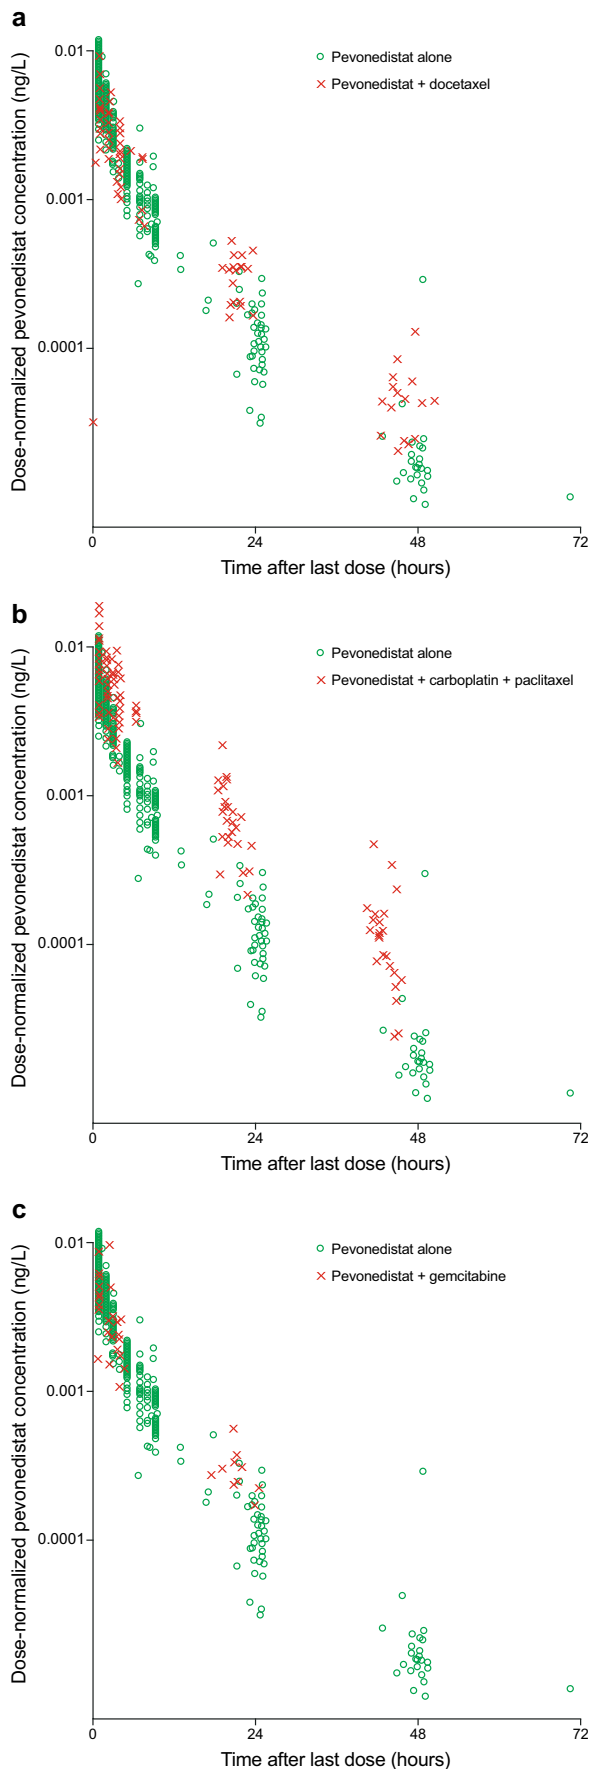 a
Dose-normalized pevonedistat concentration (ng/L)
0.01
0.001
0.0001
Pevonedistat alone
Pevonedistat + docetaxel
0 24 48 72
Time after last dose (hours)
b
Dose-normalized pevonedistat concentration (ng/L)
0.01
0.001
0.0001
Pevonedistat alone
Pevonedistat + carboplatin + paclitaxel
0 24 48 72
Time after last dose (hours)
c
Dose-normalized pevonedistat concentration (ng/L)
0.01
0.001
0.0001
Pevonedistat alone
Pevonedistat + gemcitabine
0 24 48 72
Time after last dose (hours)